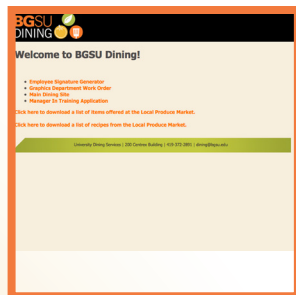 BGSU
DINING
Welcome to BGSU Dining!
Employee Signature Generator
Graphics Department Work Order
Main Dining Site
Manager In Training Application
Click here to download a list of items offered at the Local Produce Market.
Click here to download a list of recipes from the Local Produce Market.
University Dining Services | 200 Centrex Building | 419-372-2891 | dining@bgsu.edu